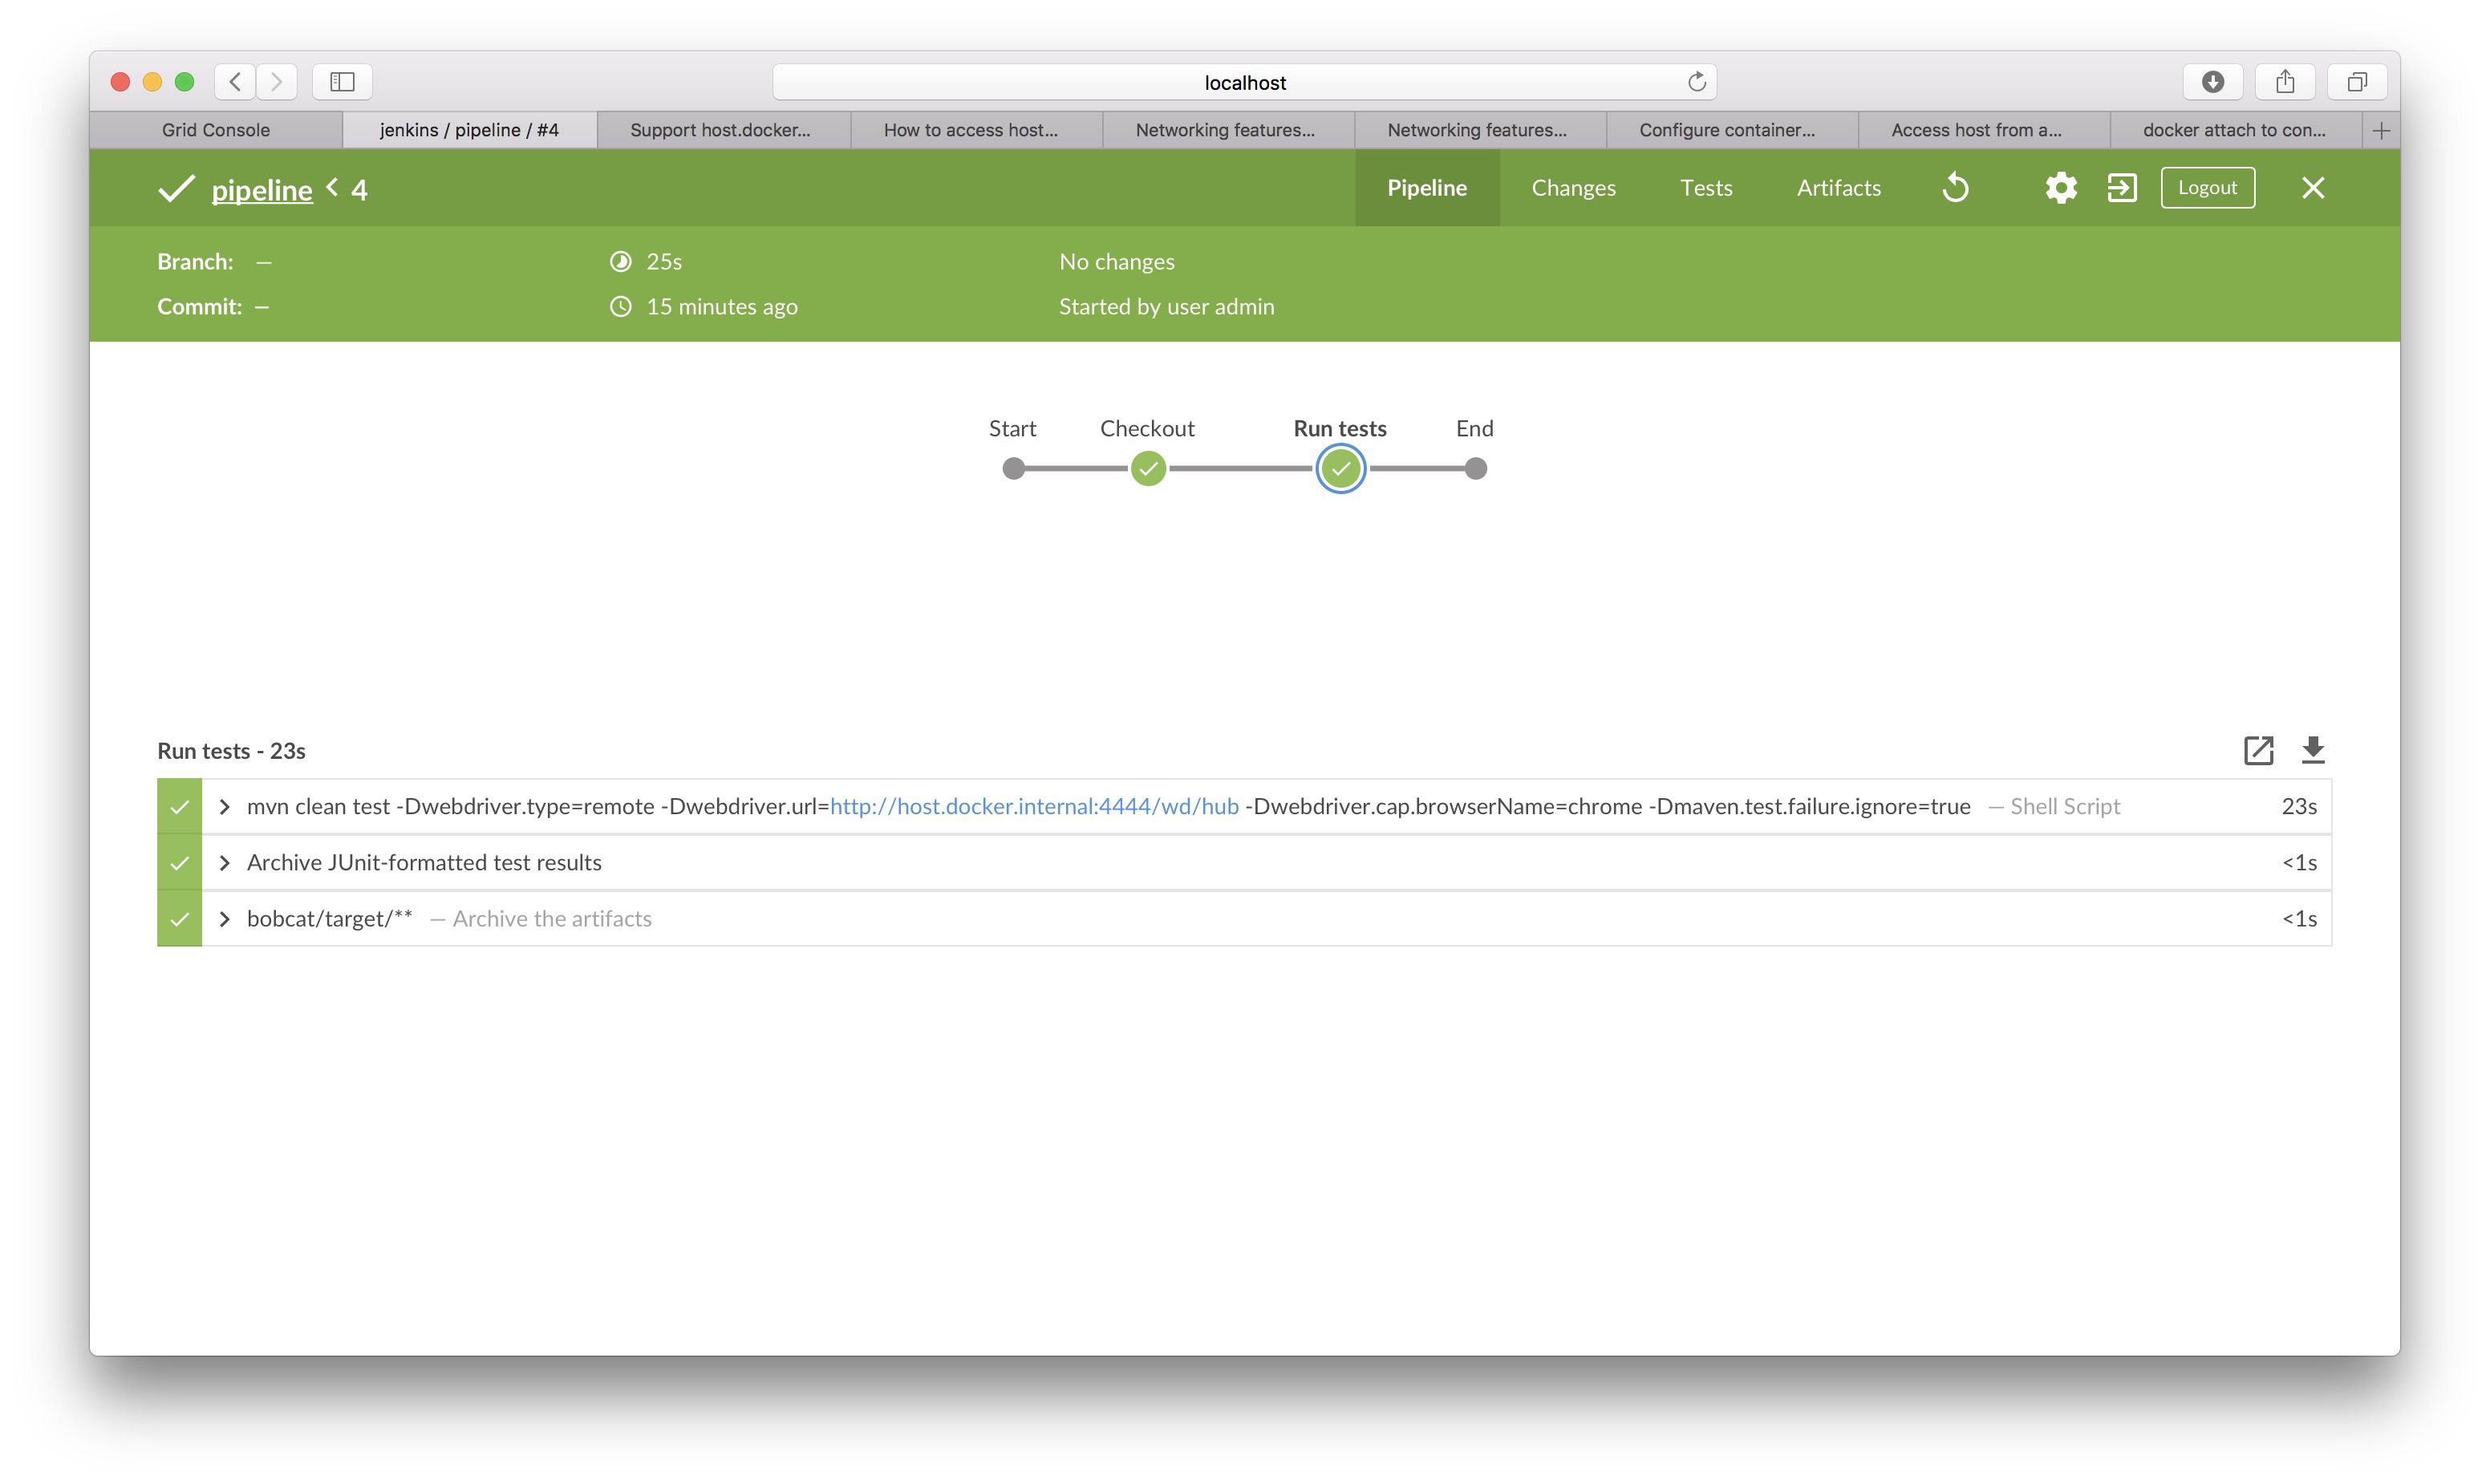 localhost
Grid Console
jenkins / pipeline / #4
Support host.docker...
How to access host...
Networking features...
Networking features...
Configure container...
Access host from a...
docker attach to con...
pipeline < 4
Pipeline
Changes
Tests
Artifacts
Logout
Branch: —
25s
No changes
Commit: —
15 minutes ago
Started by user admin
Start
Checkout
Run tests
End
Run tests - 23s
mvn clean test -Dwebdriver.type=remote -Dwebdriver.url=http://host.docker.internal:4444/wd/hub -Dwebdriver.cap.browserName=chrome -Dmaven.test.failure.ignore=true — Shell Script
23s
Archive JUnit-formatted test results
<1s
bobcat/target/** — Archive the artifacts
<1s